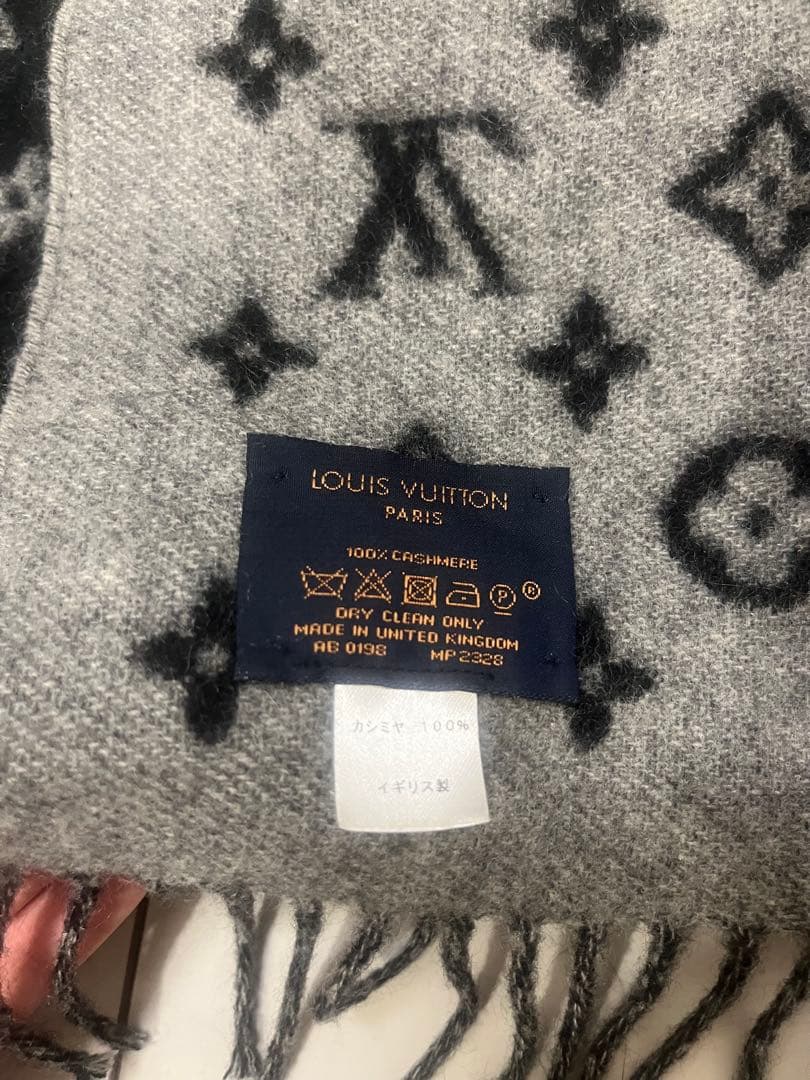 LOUIS VUITTON
PARIS
100% CASHMERE
P ®
DRY CLEAN ONLY
MADE IN UNITED KINGDOM
AB 0198 MP2328
カシミヤ 100%
イギリス製